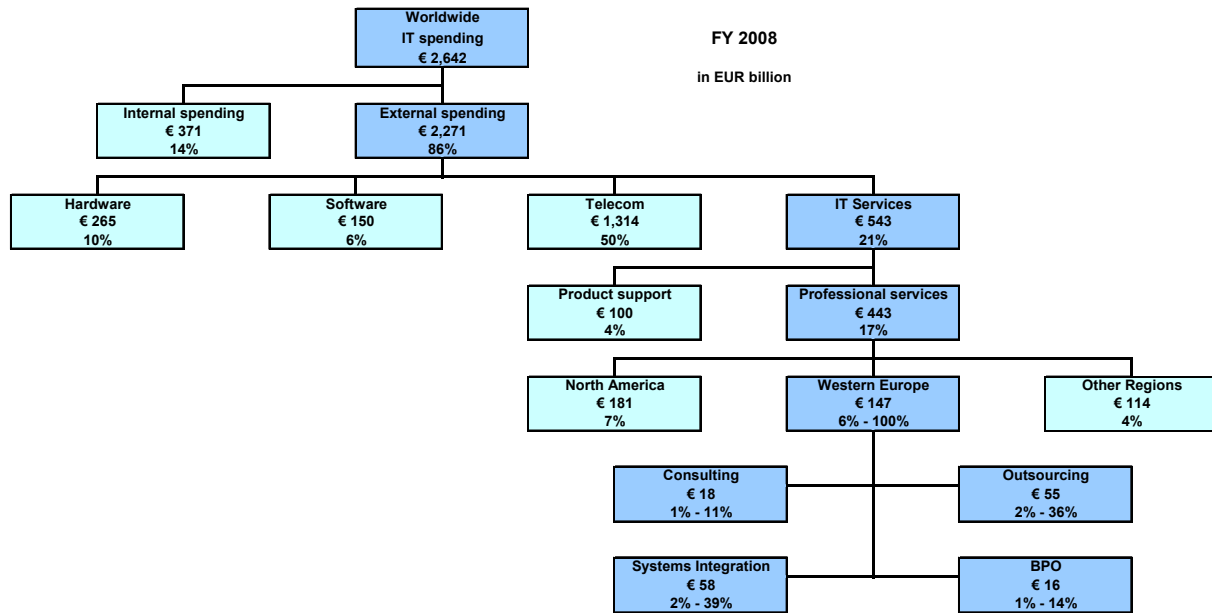 Worldwide
IT spending
€ 2,642
FY 2008
in EUR billion
Internal spending
€ 371
14%
External spending
€ 2,271
86%
Hardware
€ 265
10%
Software
€ 150
6%
Telecom
€ 1,314
50%
IT Services
€ 543
21%
Product support
€ 100
4%
Professional services
€ 443
17%
North America
€ 181
7%
Western Europe
€ 147
6% - 100%
Other Regions
€ 114
4%
Consulting
€ 18
1% - 11%
Outsourcing
€ 55
2% - 36%
Systems Integration
€ 58
2% - 39%
BPO
€ 16
1% - 14%